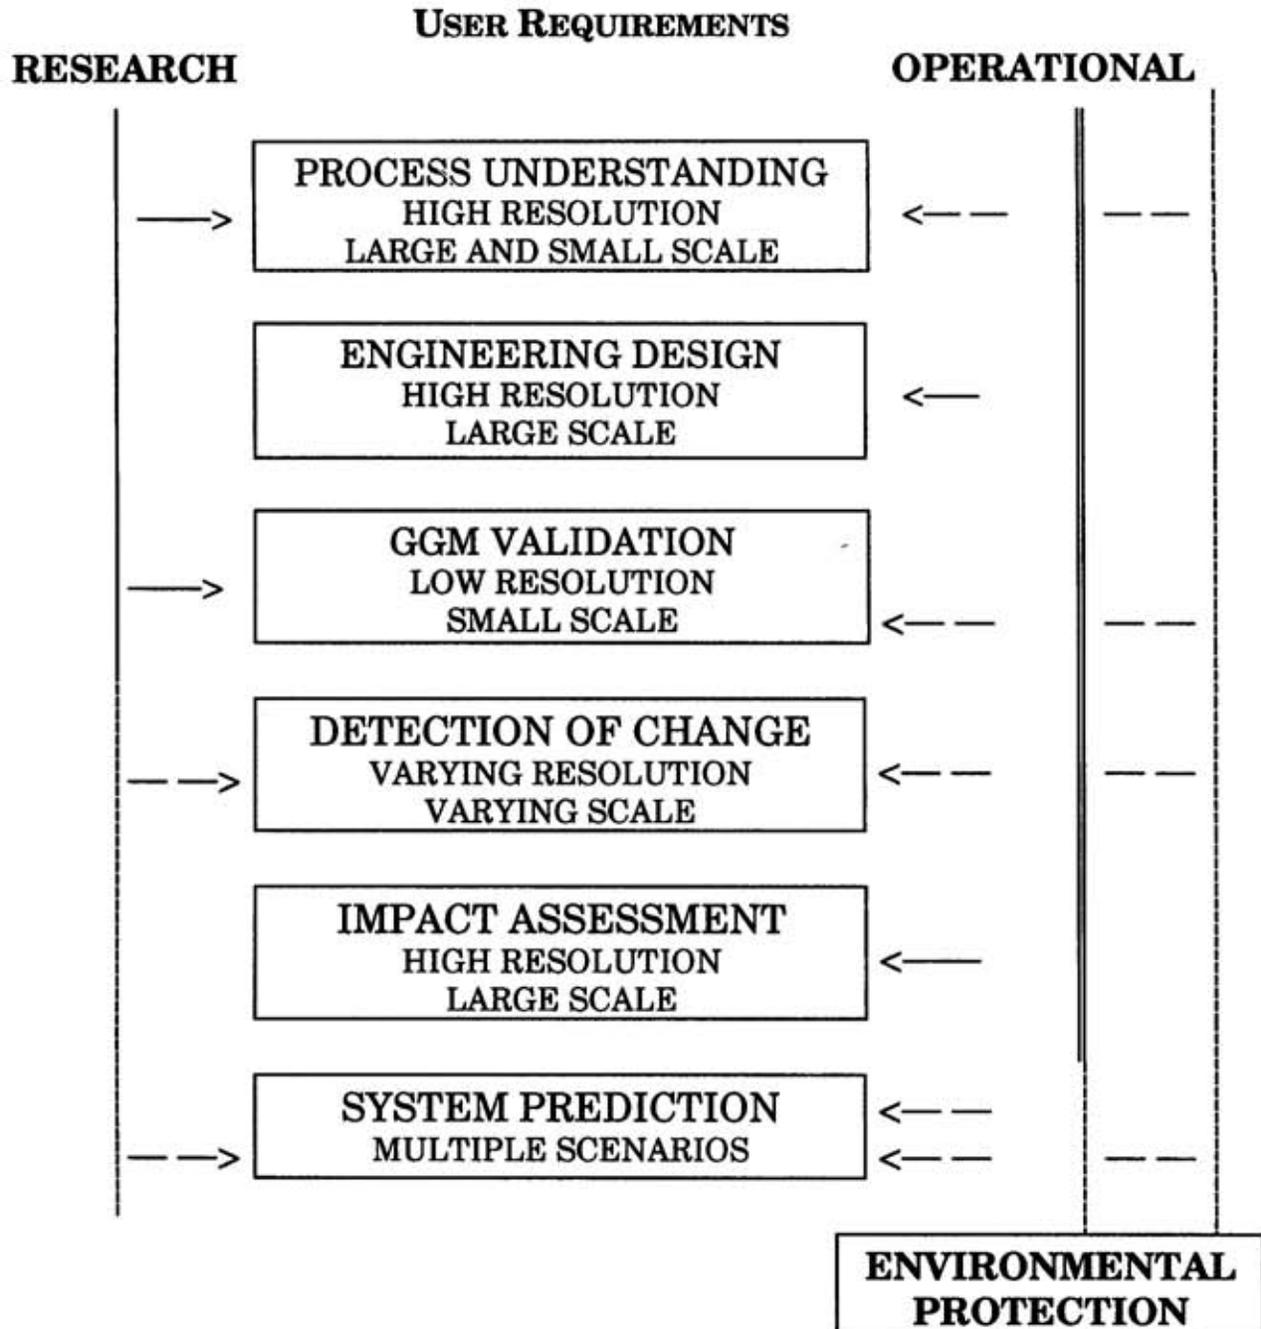 USER REQUIREMENTS
RESEARCH
OPERATIONAL
PROCESS UNDERSTANDING
HIGH RESOLUTION
LARGE AND SMALL SCALE
ENGINEERING DESIGN
HIGH RESOLUTION
LARGE SCALE
GGM VALIDATION
LOW RESOLUTION
SMALL SCALE
DETECTION OF CHANGE
VARYING RESOLUTION
VARYING SCALE
IMPACT ASSESSMENT
HIGH RESOLUTION
LARGE SCALE
SYSTEM PREDICTION
MULTIPLE SCENARIOS
ENVIRONMENTAL
PROTECTION